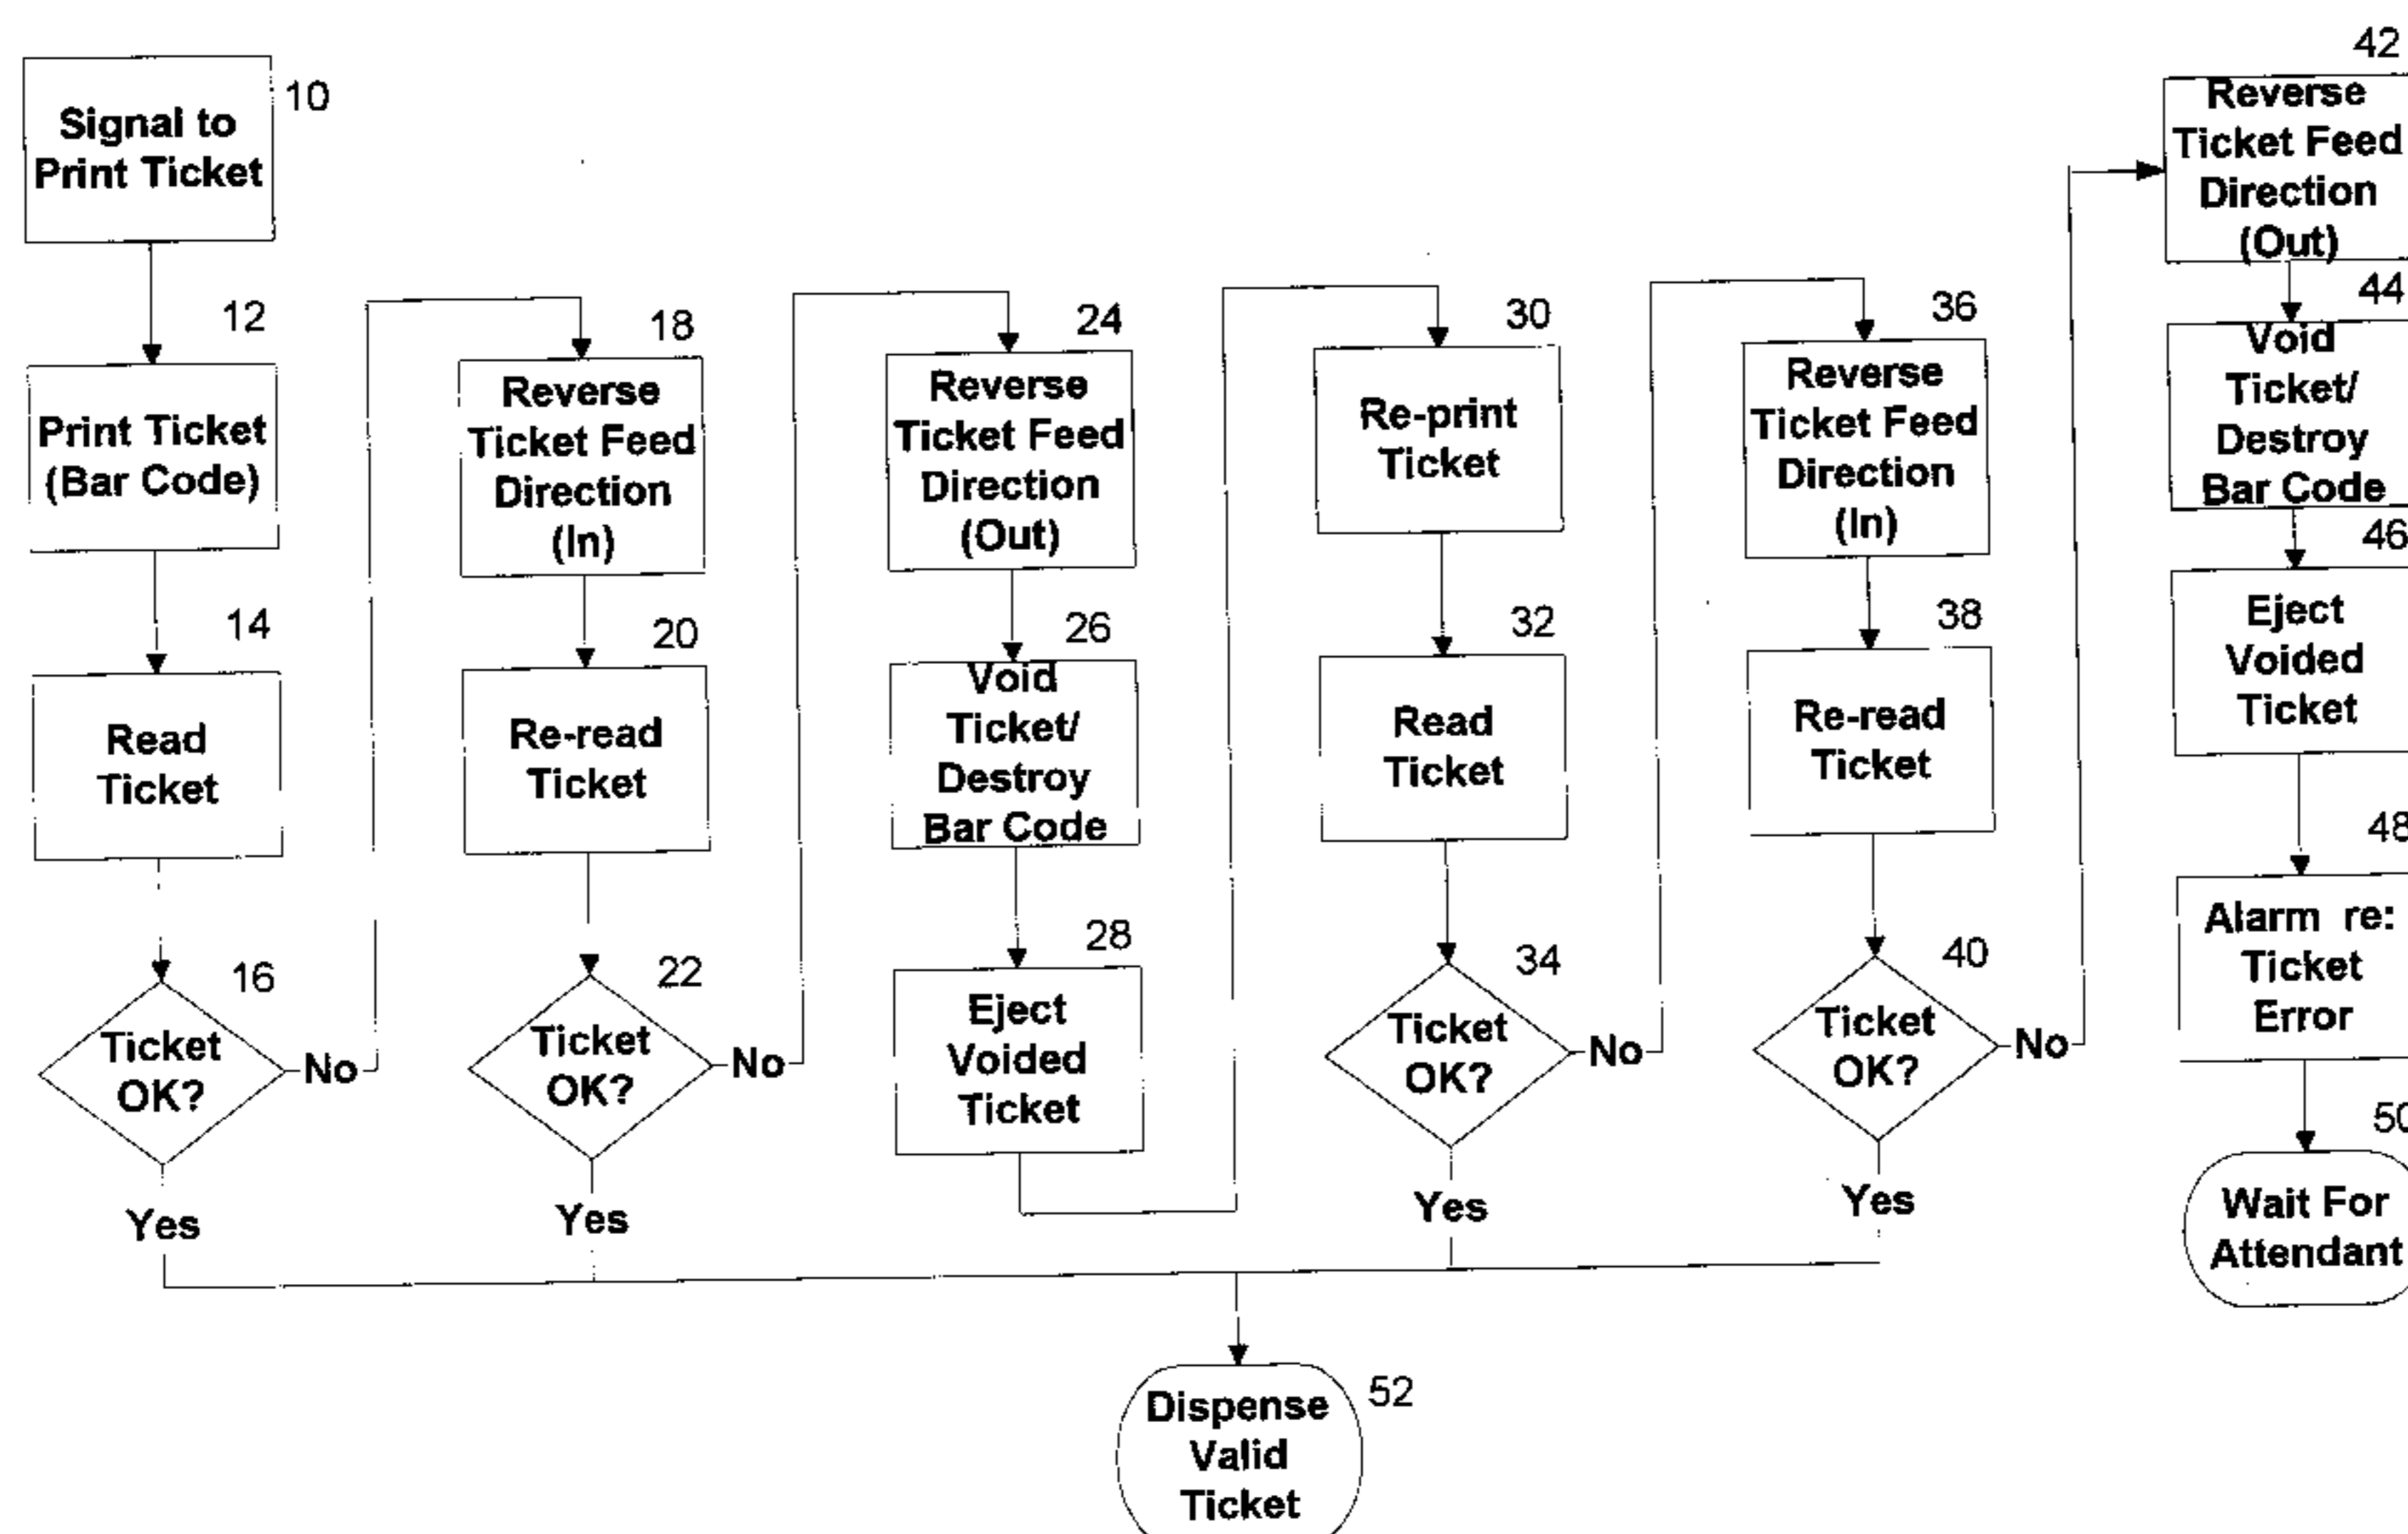 10
Signal to
Print Ticket
12
Print Ticket
(Bar Code)
14
Read
Ticket
16
Ticket
OK?
No
Yes
18
Reverse
Ticket Feed
Direction
(In)
20
Re-read
Ticket
22
Ticket
OK?
No
Yes
24
Reverse
Ticket Feed
Direction
(Out)
26
Void
Ticket/
Destroy
Bar Code
28
Eject
Voided
Ticket
30
Re-print
Ticket
32
Read
Ticket
34
Ticket
OK?
No
Yes
36
Reverse
Ticket Feed
Direction
(In)
38
Re-read
Ticket
40
Ticket
OK?
No
Yes
42
Reverse
Ticket Feed
Direction
(Out)
44
Void
Ticket/
Destroy
Bar Code
46
Eject
Voided
Ticket
48
Alarm re:
Ticket
Error
50
Wait For
Attendant
52
Dispense
Valid
Ticket